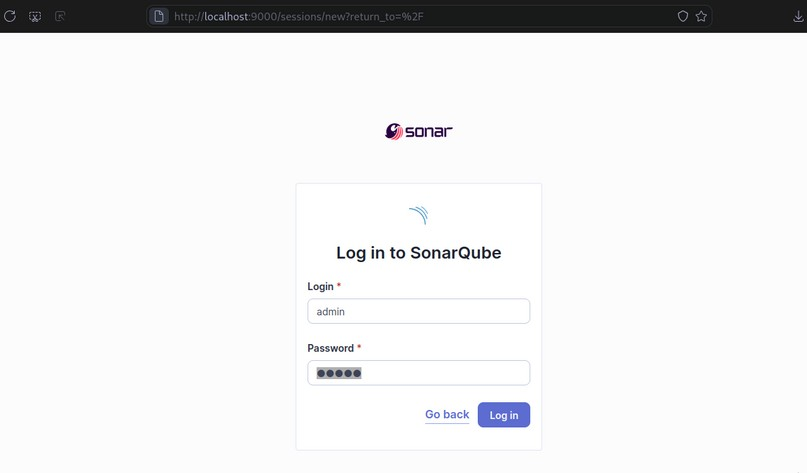 http://localhost:9000/sessions/new?return_to=%2F
sonar
Log in to SonarQube
Login *
admin
Password *
●●●●●
Go back
Log in